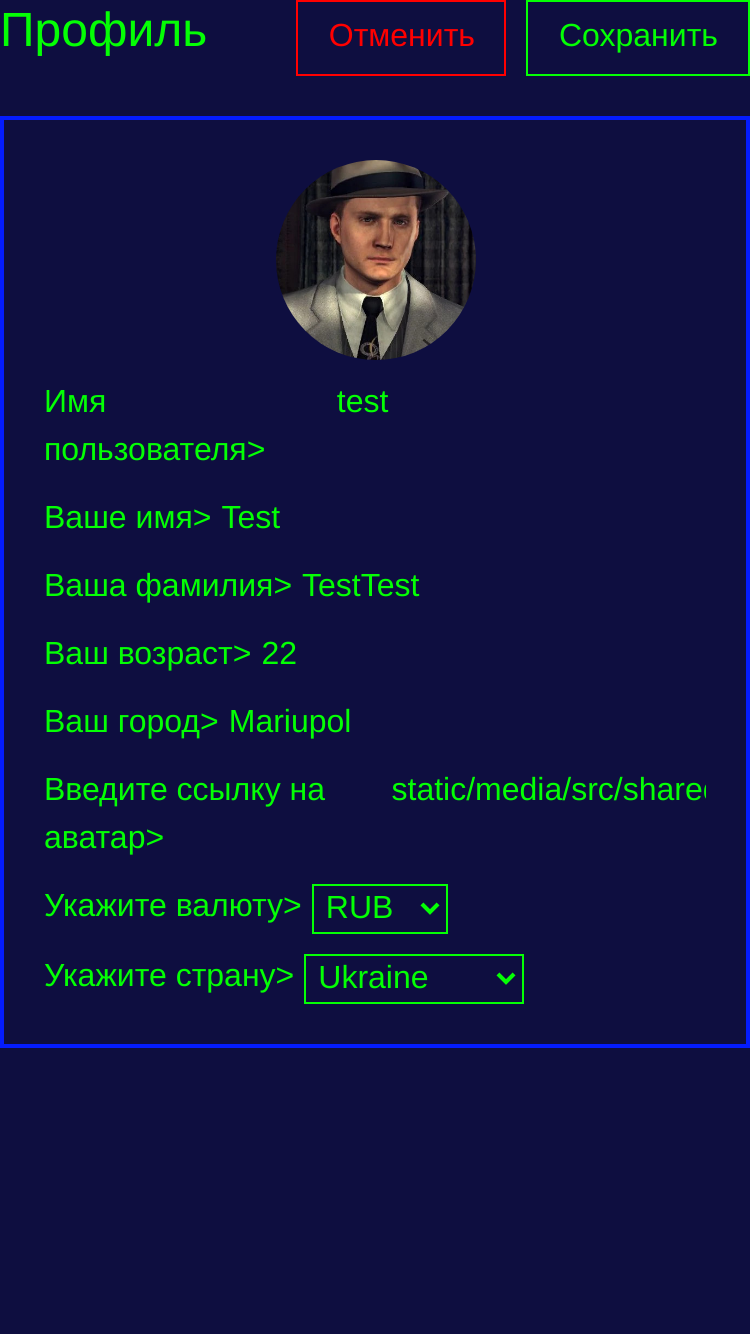 Профиль
Отменить
Сохранить
Имя
пользователя>
test
Ваше имя> Test
Ваша фамилия> TestTest
Ваш возраст> 22
Ваш город> Mariupol
Введите ссылку на
аватар>
static/media/src/share
Укажите валюту> RUB
Укажите страну> Ukraine